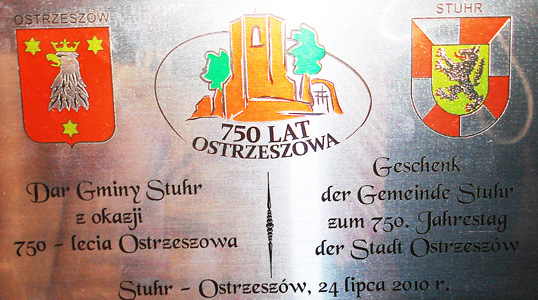 OSTRZESZÓW
STUHR
750 LAT
OSTRZESZOWA
Dar Gminy Stuhr
z okazji
750 - lecia Ostrzeszowa
Geschenk
der Gemeinde Stuhr
zum 750. Jahrestag
der Stadt Ostrzeszów
Stuhr - Ostrzeszów, 24 lipca 2010 r.